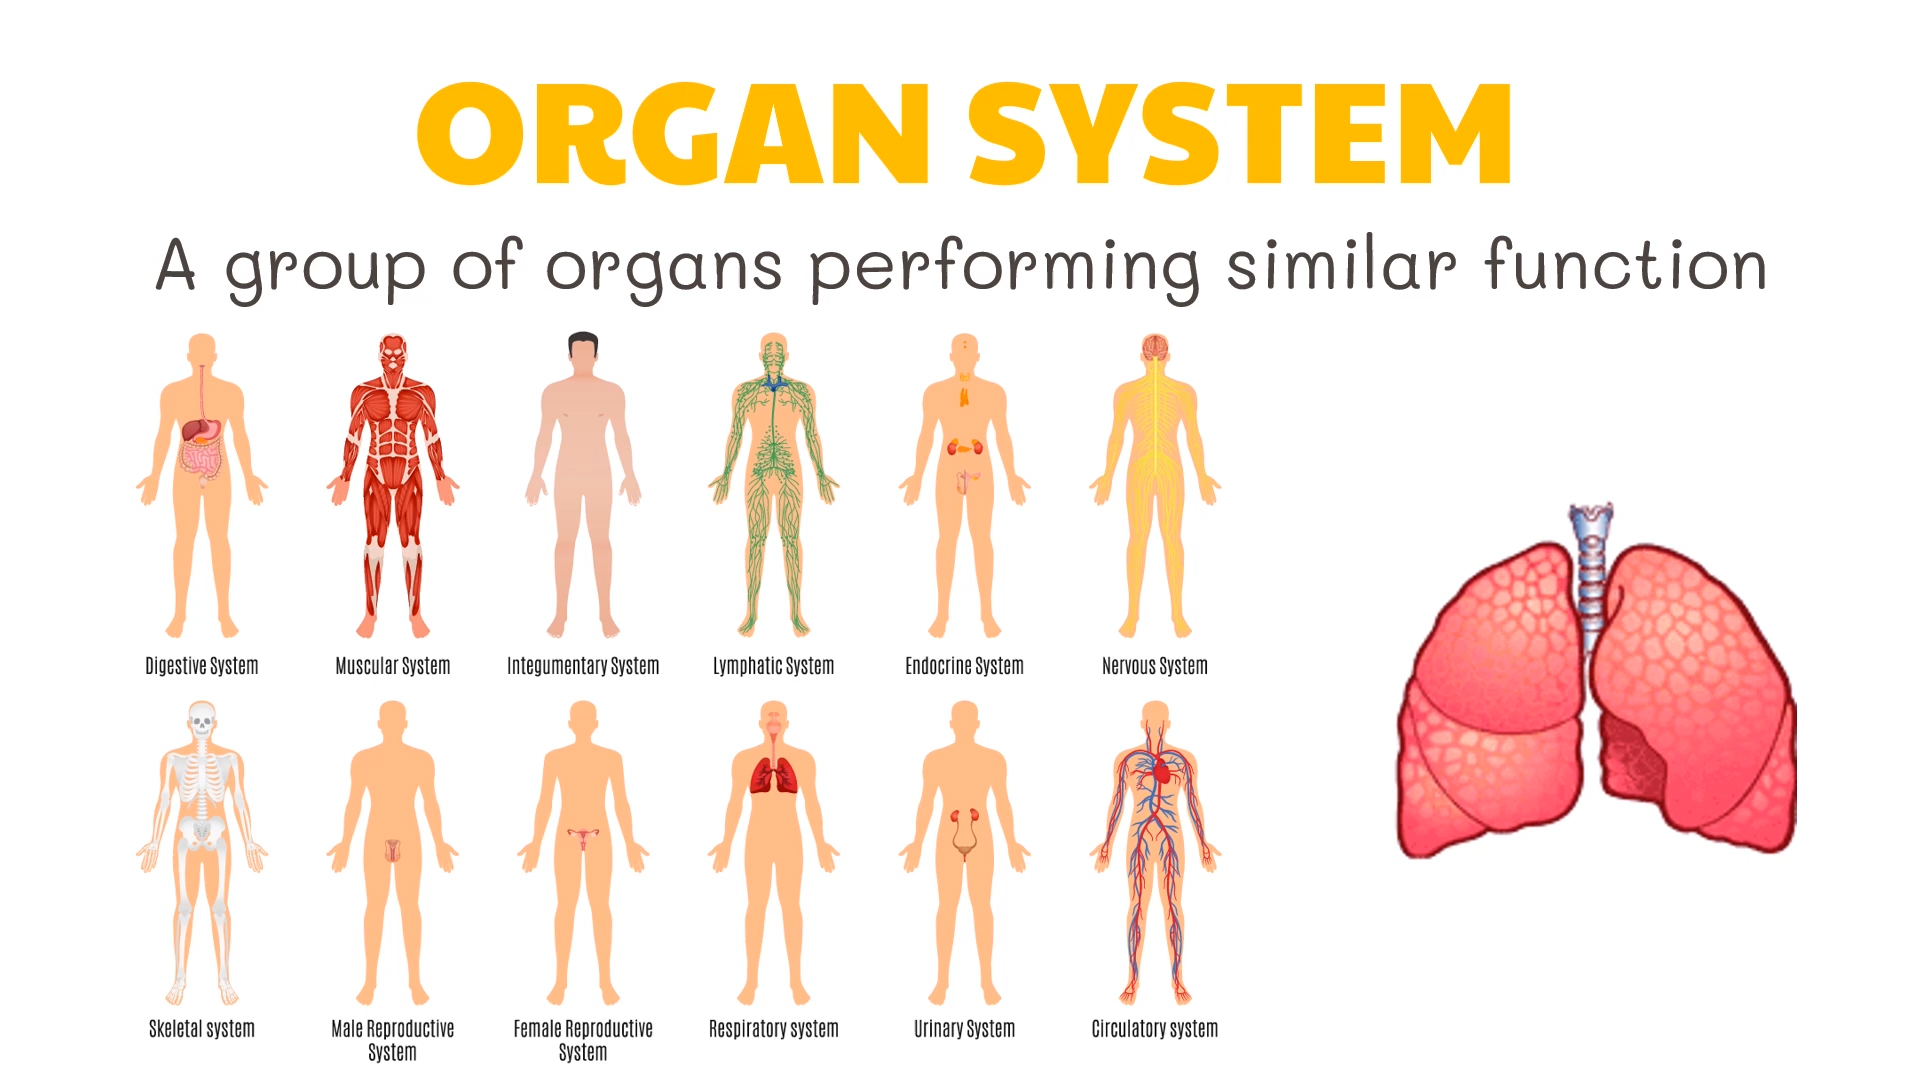 ORGAN SYSTEM
A group of organs performing similar function
Digestive System
Muscular System
Integumentary System
Lymphatic System
Endocrine System
Nervous System
Skeletal system
Male Reproductive
System
Female Reproductive
System
Respiratory system
Urinary System
Circulatory system